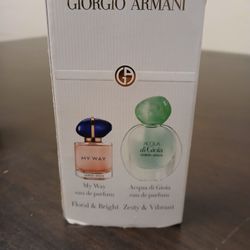 GIORGIO ARMANI
MY WAY
ACQUA
di Gioia
GIORGIO ARMANI
My Way
eau de parfum
Acqua di Gioia
eau de parfum
Floral & Bright
Zesty & Vibrant